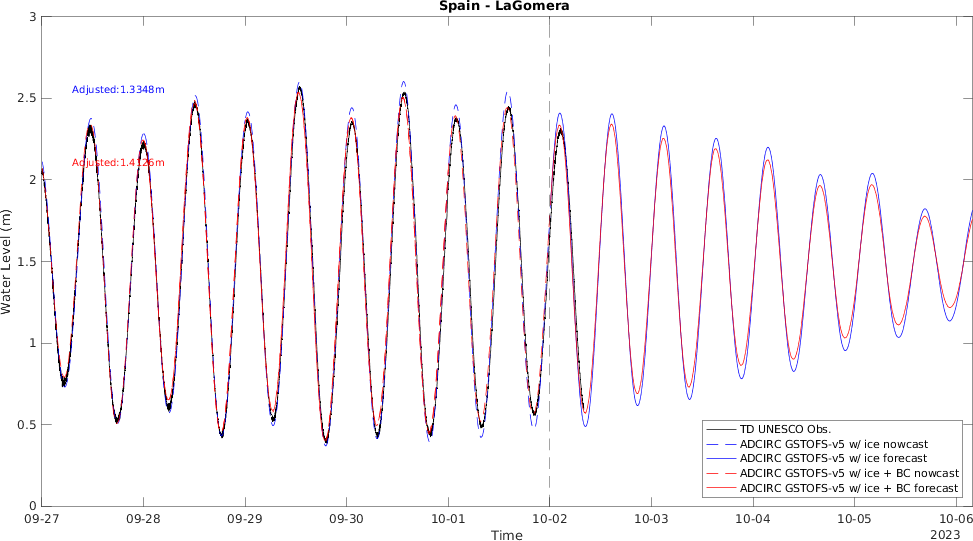 Spain - LaGomera
3
2.5
2
1.5
1
0.5
0
Water Level (m)
Adjusted:1.3348m
Adjusted:1.4126m
TD UNESCO Obs.
ADCIRC GSTOFS-v5 w/ ice nowcast
ADCIRC GSTOFS-v5 w/ ice forecast
ADCIRC GSTOFS-v5 w/ ice + BC nowcast
ADCIRC GSTOFS-v5 w/ ice + BC forecast
09-27 09-28 09-29 09-30 10-01 10-02 10-03 10-04 10-05 10-06
Time
2023